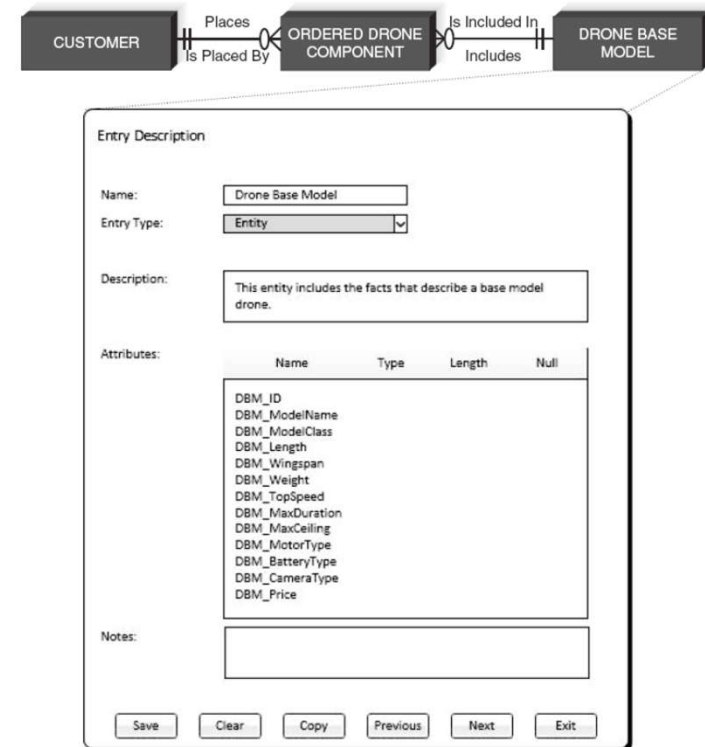 CUSTOMER
Places
Is Placed By
ORDERED DRONE
COMPONENT
Is Included In
Includes
DRONE BASE
MODEL
Entry Description
Name:
Drone Base Model
Entry Type:
Entity
Description:
This entity includes the facts that describe a base model
drone.
Attributes:
Name Type Length Null
DBM_ID
DBM_ModelName
DBM_ModelClass
DBM_Length
DBM_Wingspan
DBM_Weight
DBM_TopSpeed
DBM_MaxDuration
DBM_MaxCeiling
DBM_MotorType
DBM_BatteryType
DBM_CameraType
DBM_Price
Notes:
Save Clear Copy Previous Next Exit